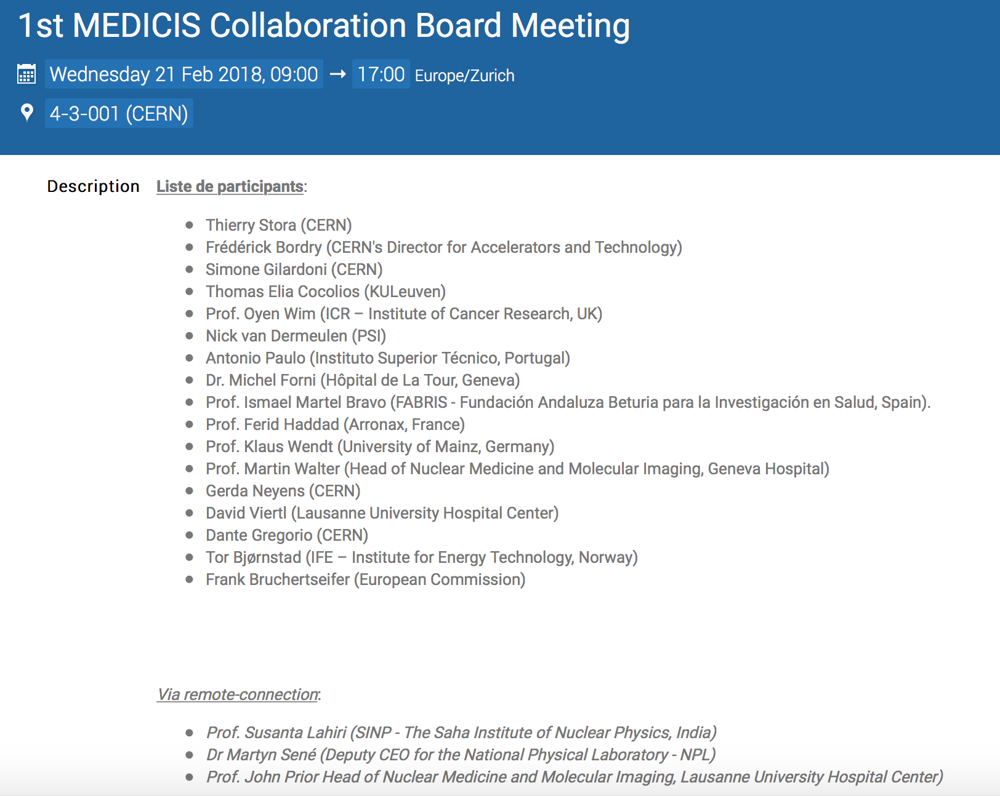 1st MEDICIS Collaboration Board Meeting
Wednesday 21 Feb 2018, 09:00 → 17:00 Europe/Zurich
4-3-001 (CERN)
Description Liste de participants:
Thierry Stora (CERN)
Frédérick Bordry (CERN's Director for Accelerators and Technology)
Simone Gilardoni (CERN)
Thomas Elia Cocolios (KULeuven)
Prof. Oyen Wim (ICR – Institute of Cancer Research, UK)
Nick van Dermeulen (PSI)
Antonio Paulo (Instituto Superior Técnico, Portugal)
Dr. Michel Forni (Hôpital de La Tour, Geneva)
Prof. Ismael Martel Bravo (FABRIS - Fundación Andaluza Beturia para la Investigación en Salud, Spain).
Prof. Ferid Haddad (Arronax, France)
Prof. Klaus Wendt (University of Mainz, Germany)
Prof. Martin Walter (Head of Nuclear Medicine and Molecular Imaging, Geneva Hospital)
Gerda Neyens (CERN)
David Viertl (Lausanne University Hospital Center)
Dante Gregorio (CERN)
Tor Bjørnstad (IFE – Institute for Energy Technology, Norway)
Frank Bruchertseifer (European Commission)
Via remote-connection:
Prof. Susanta Lahiri (SINP - The Saha Institute of Nuclear Physics, India)
Dr Martyn Sené (Deputy CEO for the National Physical Laboratory - NPL)
Prof. John Prior Head of Nuclear Medicine and Molecular Imaging, Lausanne University Hospital Center)